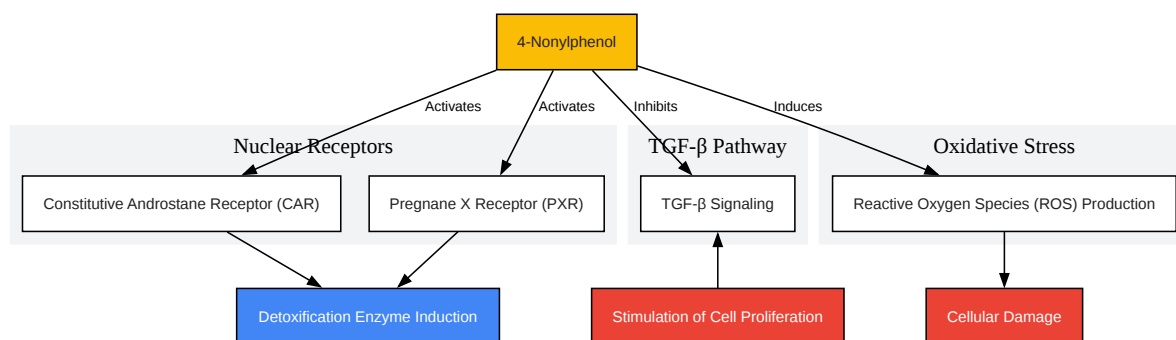 4-Nonylphenol
Activates
Activates
Inhibits
Induces
Nuclear Receptors
TGF-β Pathway
Oxidative Stress
Constitutive Androstane Receptor (CAR)
Pregnane X Receptor (PXR)
TGF-β Signaling
Reactive Oxygen Species (ROS) Production
Detoxification Enzyme Induction
Stimulation of Cell Proliferation
Cellular Damage